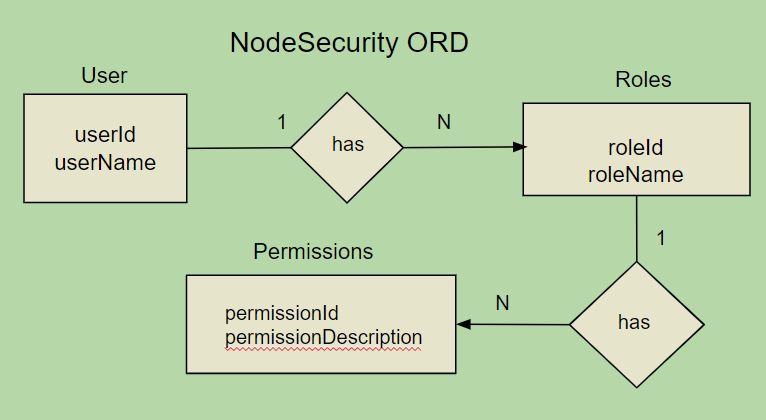 NodeSecurity ORD
User
Roles
userId
userName
1
has
N
roleId
roleName
1
Permissions
permissionId
permissionDescription
N
has